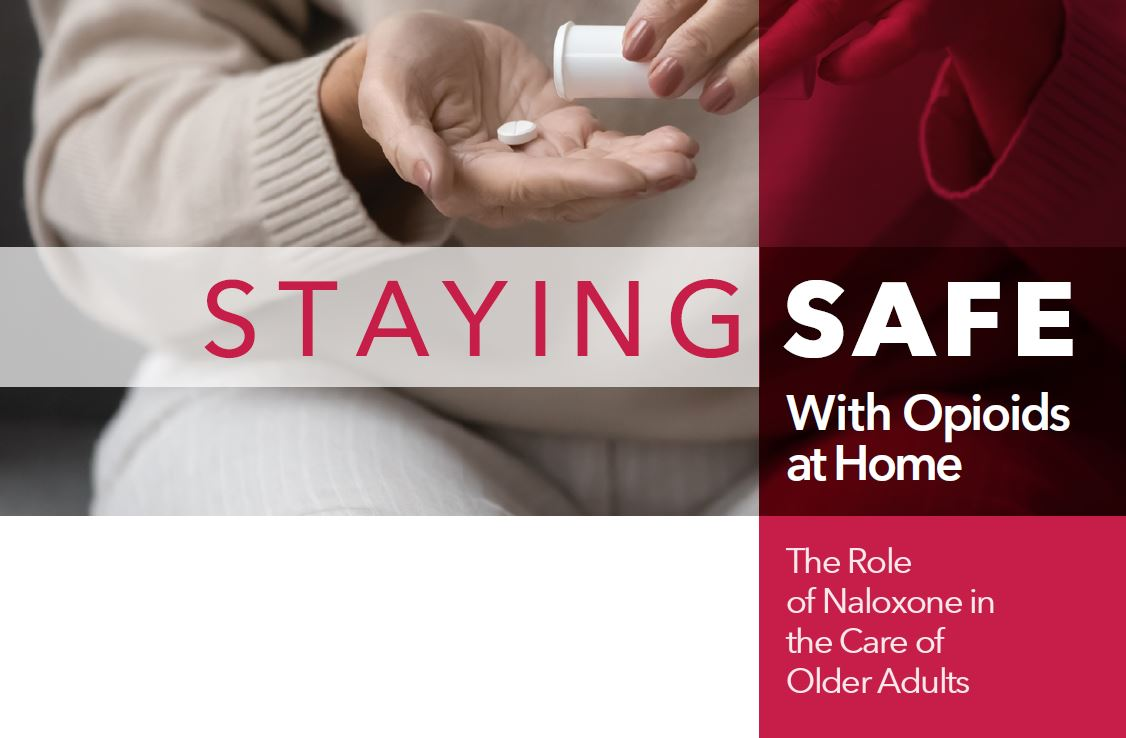 STAYING SAFE
With Opioids
at Home
The Role
of Naloxone in
the Care of
Older Adults